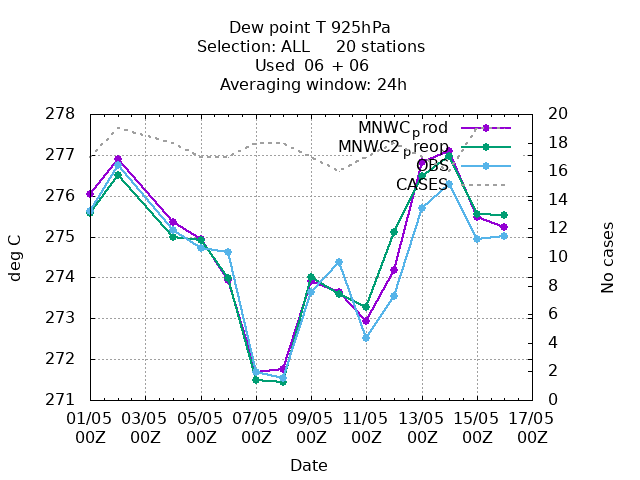 Dew point T 925hPa
Selection: ALL 20 stations
Used 06 + 06
Averaging window: 24h
278
277
276
275
274
273
272
271
deg C
20
18
16
14
12
10
8
6
4
2
0
No cases
MNWCprod
MNWC2preop
OBS
CASES
01/05 03/05 05/05 07/05 09/05 11/05 13/05 15/05 17/05
00Z 00Z 00Z 00Z 00Z 00Z 00Z 00Z 00Z
Date